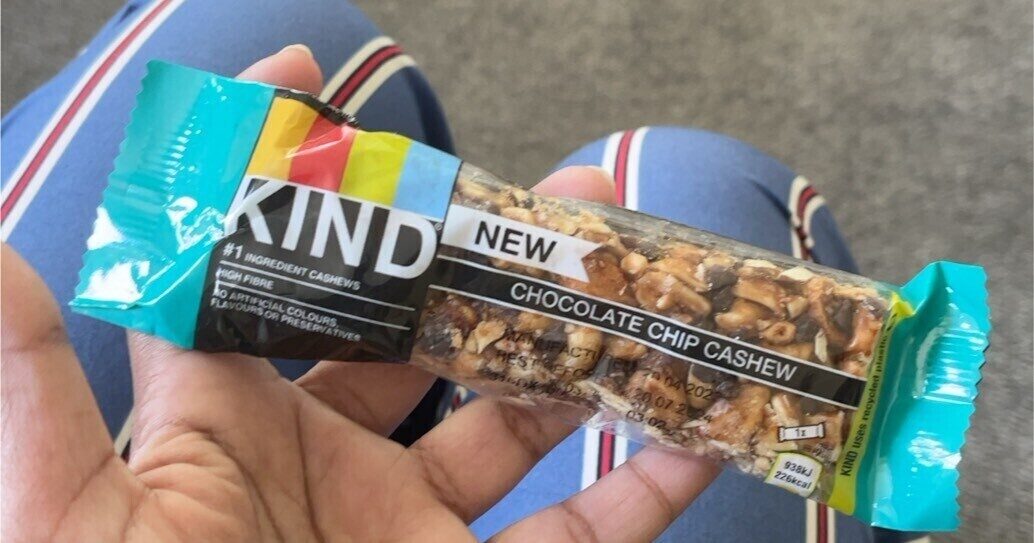 KIND
#1 INGREDIENT CASHEWS
HIGH FIBRE
NO ARTIFICIAL COLOURS,
FLAVOURS OR PRESERVATIVES
NEW
CHOCOLATE CHIP CASHEW
1x
938kJ
226kcal
KIND uses recycled plastic